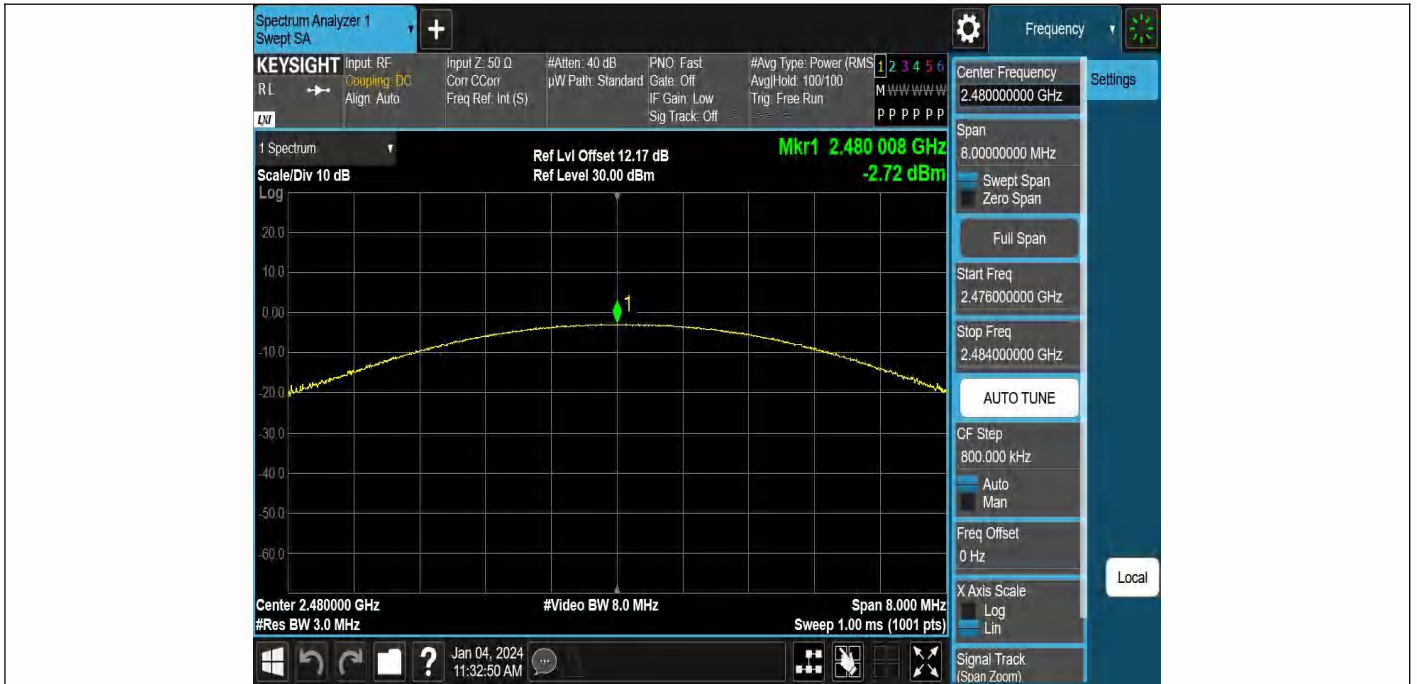 Spectrum Analyzer 1
Swept SA
+
Frequency
KEYSIGHT
RL
LXI
Input: RF
Coupling: DC
Align: Auto
Input Z: 50 Ω
Corr CCorr
Freq Ref: Int (S)
#Atten: 40 dB
µW Path: Standard
PNO: Fast
Gate: Off
IF Gain: Low
Sig Track: Off
#Avg Type: Power (RMS
Avg|Hold: 100/100
Trig: Free Run
1 2 3 4 5 6
M W W W W W
P P P P P P
1 Spectrum
Scale/Div 10 dB
Ref Lvl Offset 12.17 dB
Ref Level 30.00 dBm
Mkr1 2.480 008 GHz
-2.72 dBm
Log
20.0
10.0
0.00
-10.0
-20.0
-30.0
-40.0
-50.0
-60.0
1
Center 2.480000 GHz
#Res BW 3.0 MHz
#Video BW 8.0 MHz
Span 8.000 MHz
Sweep 1.00 ms (1001 pts)
?
Jan 04, 2024
11:32:50 AM
Center Frequency
2.480000000 GHz
Span
8.00000000 MHz
Swept Span
Zero Span
Full Span
Start Freq
2.476000000 GHz
Stop Freq
2.484000000 GHz
AUTO TUNE
CF Step
800.000 kHz
Auto
Man
Freq Offset
0 Hz
X Axis Scale
Log
Lin
Signal Track
(Span Zoom)
Settings
Local